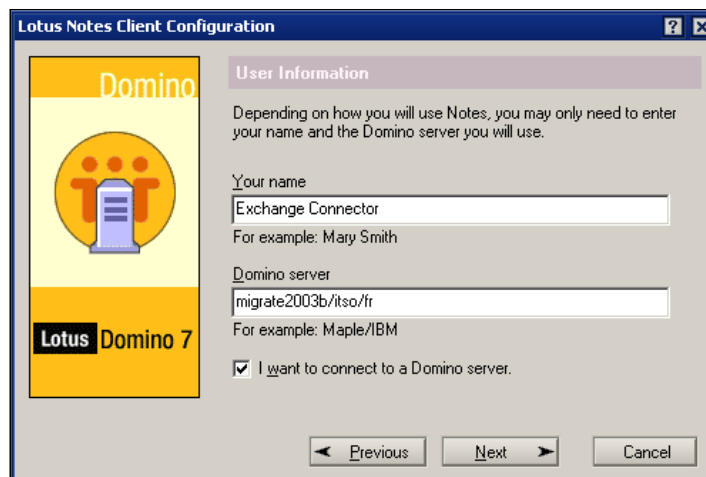 Lotus Notes Client Configuration
Domino
Lotus Domino 7
User Information
Depending on how you will use Notes, you may only need to enter
your name and the Domino server you will use.
Your name
Exchange Connector
For example: Mary Smith
Domino server
migrate2003b/itso/fr
For example: Maple/IBM
I want to connect to a Domino server.
Previous Next Cancel